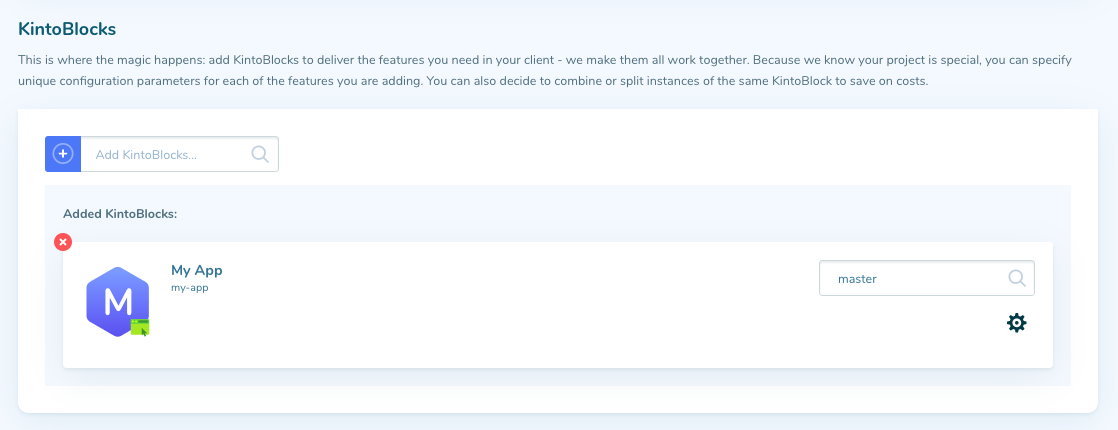 KintoBlocks
This is where the magic happens: add KintoBlocks to deliver the features you need in your client - we make them all work together. Because we know your project is special, you can specify
unique configuration parameters for each of the features you are adding. You can also decide to combine or split instances of the same KintoBlock to save on costs.
Add KintoBlocks...
Added KintoBlocks:
M
My App
my-app
master